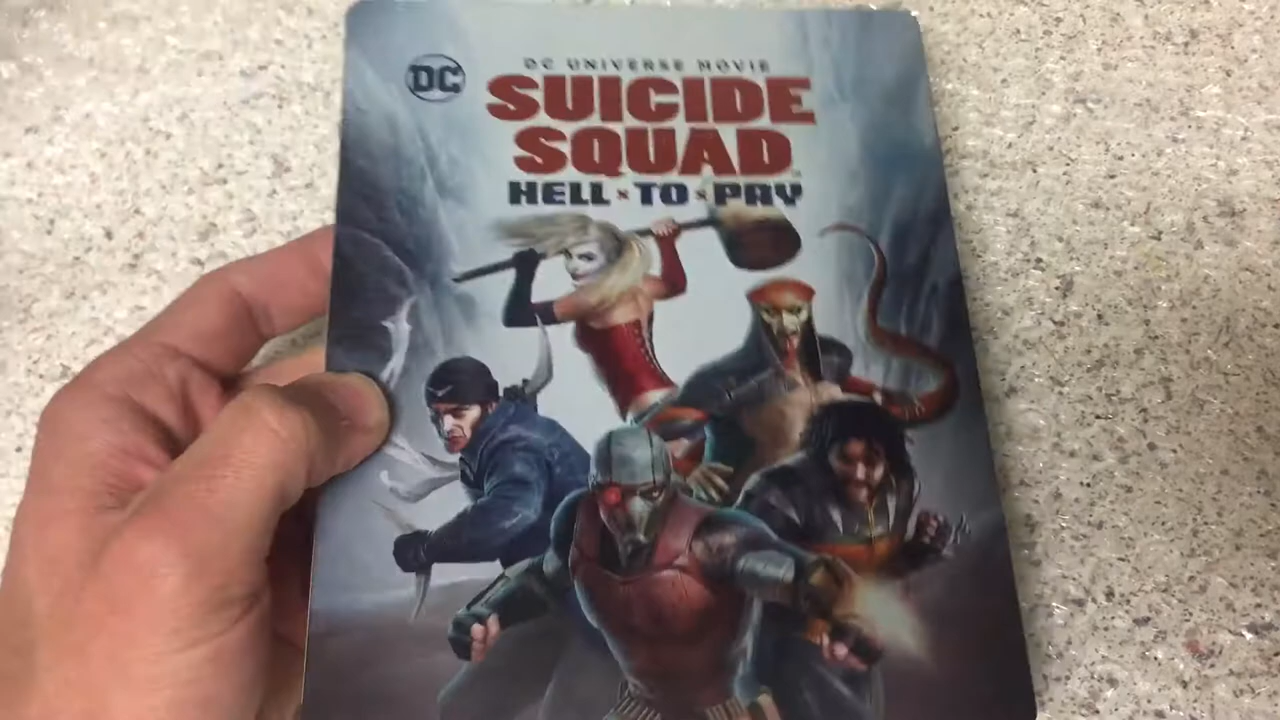 DC
DC UNIVERSE MOVIE
SUICIDE
SQUAD
HELL TO PAY